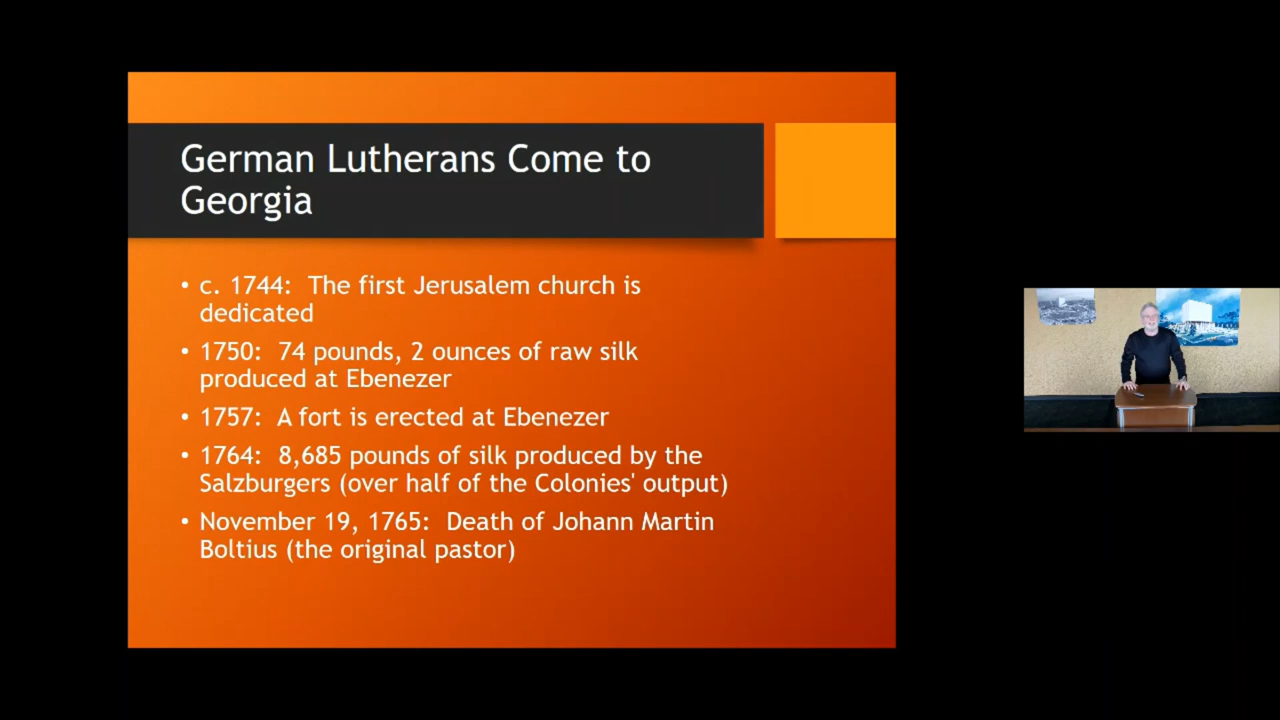 German Lutherans Come to
Georgia
• c. 1744: The first Jerusalem church is
dedicated
• 1750: 74 pounds, 2 ounces of raw silk
produced at Ebenezer
• 1757: A fort is erected at Ebenezer
• 1764: 8,685 pounds of silk produced by the
Salzburgers (over half of the Colonies' output)
• November 19, 1765: Death of Johann Martin
Boltius (the original pastor)